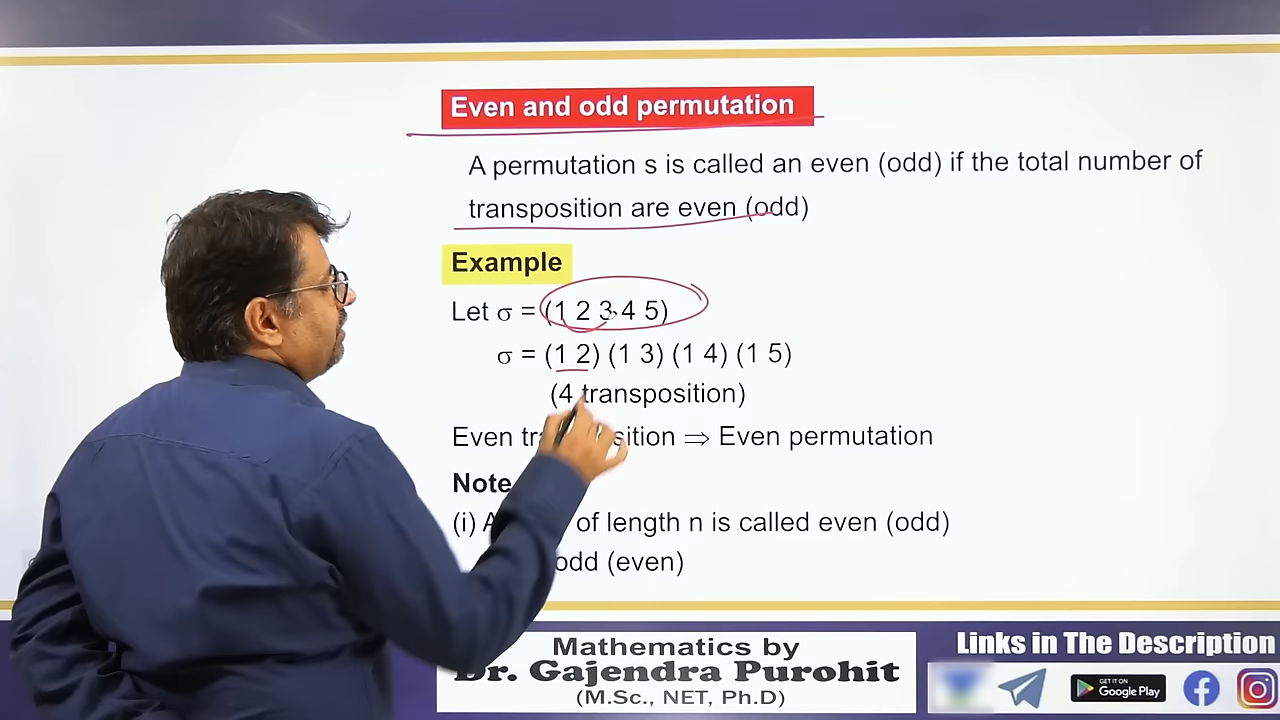 Even and odd permutation
A permutation s is called an even (odd) if the total number of
transposition are even (odd)
Example
Let σ = (1 2 3 4 5)
σ = (1 2) (1 3) (1 4) (1 5)
(4 transposition)
Even ⇒ Even permutation
Note
(i) of length n is called even (odd)
odd (even)
Mathematics by
Dr. Gajendra Purohit
(M.Sc., NET, Ph.D)
Links in The Description
GET IT ON
Google Play